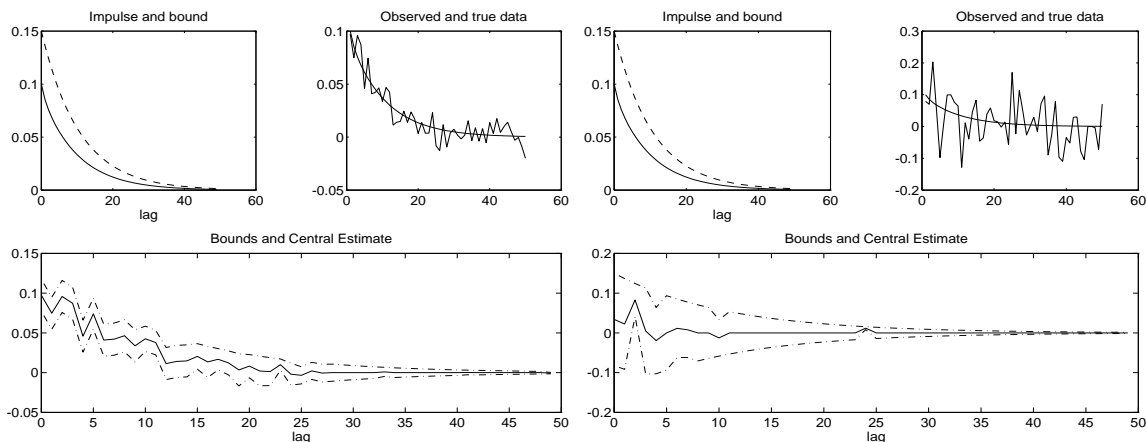 Impulse and bound
0.15
0.1
0.05
0
0 20 40 60
lag
Observed and true data
0.1
0.05
0
-0.05
0 20 40 60
Impulse and bound
0.15
0.1
0.05
0
0 20 40 60
lag
Observed and true data
0.3
0.2
0.1
0
-0.1
-0.2
0 20 40 60
Bounds and Central Estimate
0.15
0.1
0.05
0
-0.05
0 5 10 15 20 25 30 35 40 45 50
lag
Bounds and Central Estimate
0.2
0.1
0
-0.1
-0.2
0 5 10 15 20 25 30 35 40 45 50
lag